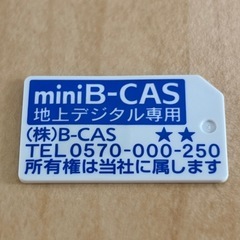 miniB-CAS
地上デジタル専用
(株)B-CAS ★★
TEL0570-000-250
所有権は当社に属します